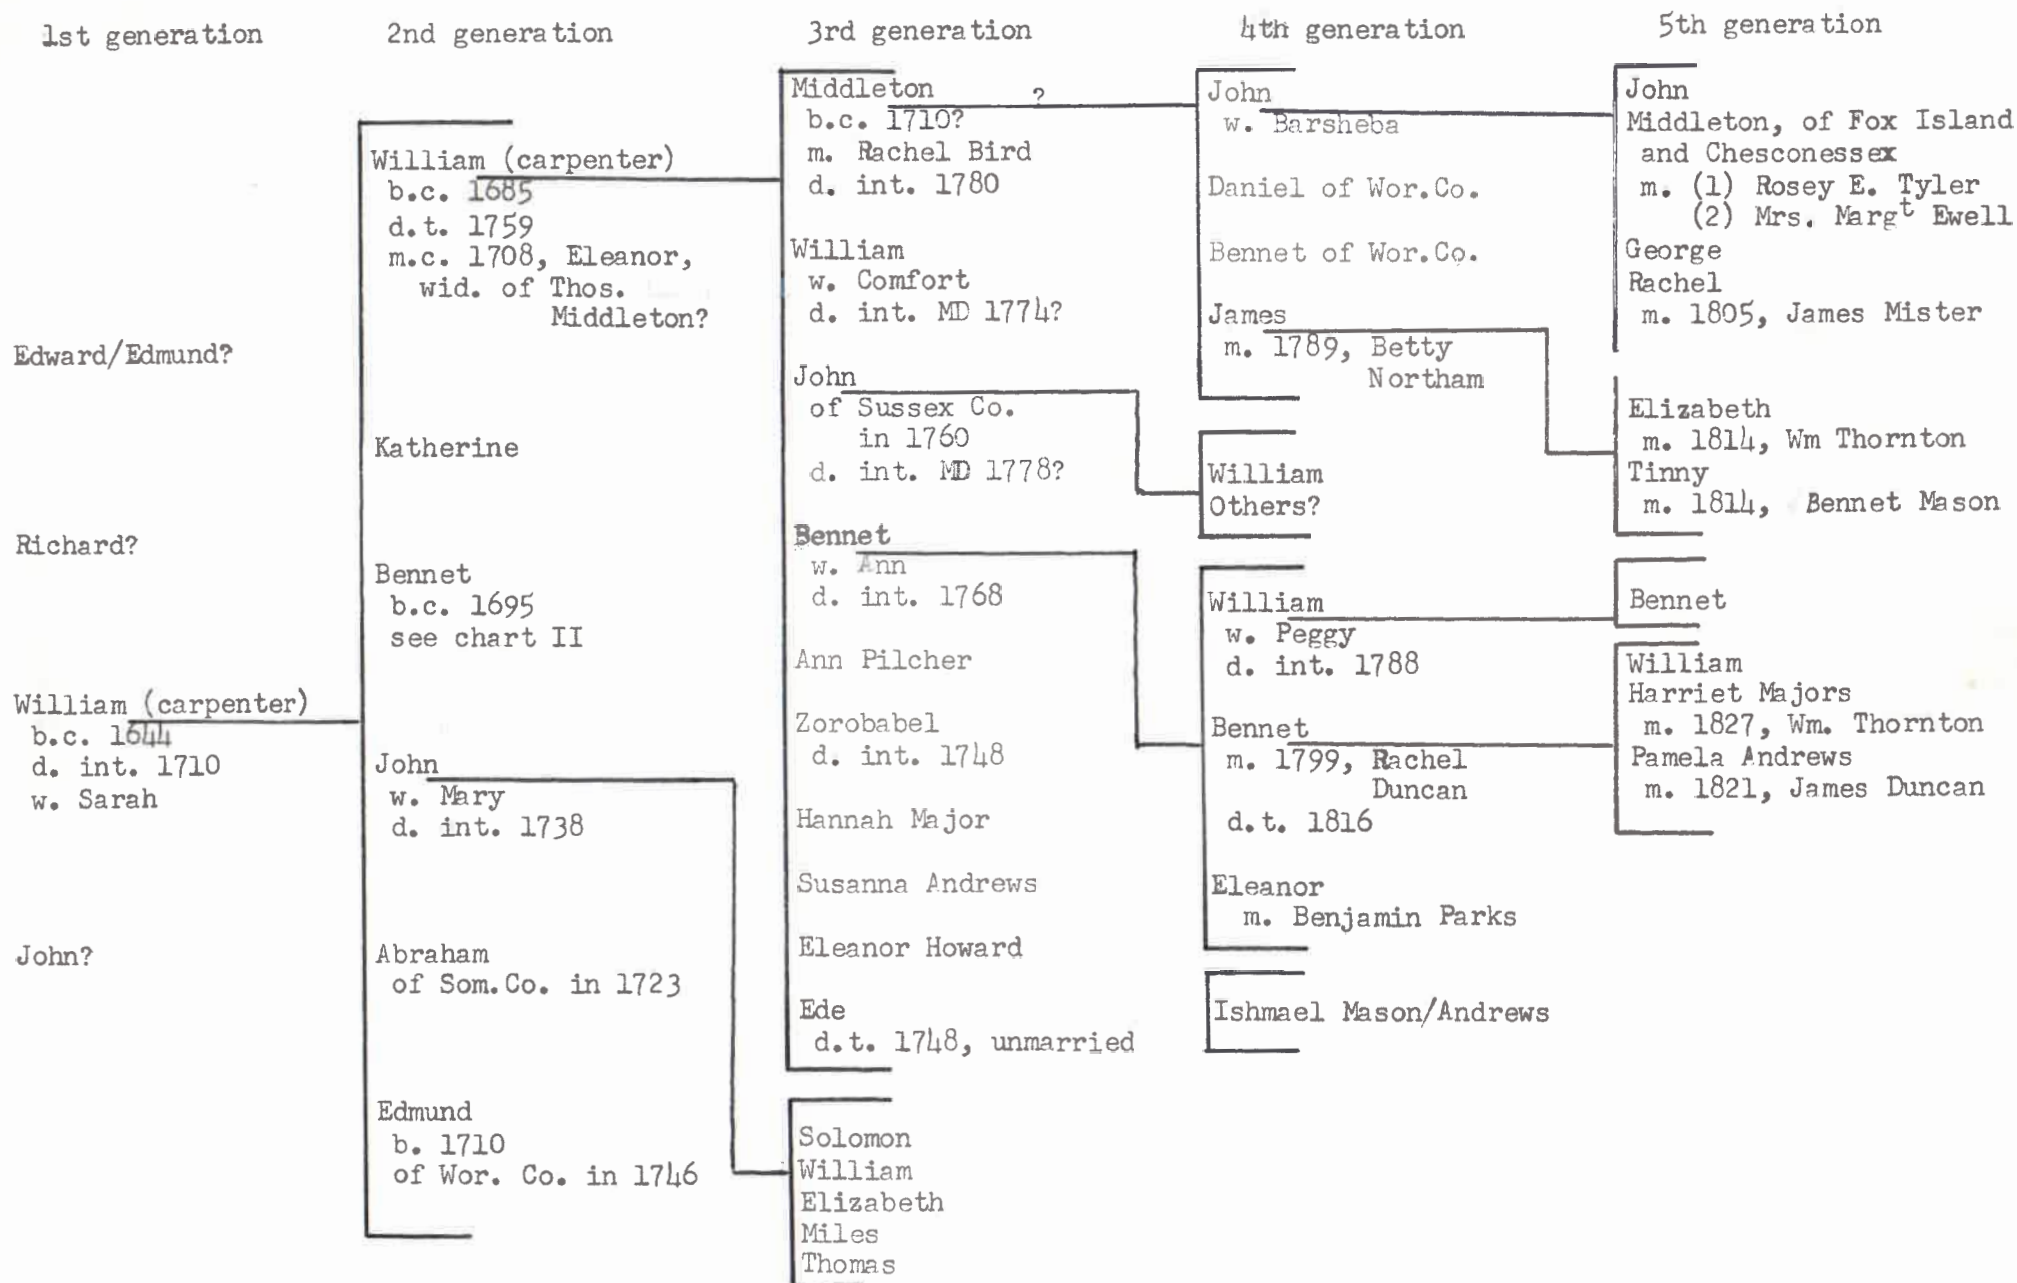 1st generation
Edward/Edmund?
Richard?
William (carpenter)
b.c. 1644
d. int. 1710
w. Sarah
John?
2nd generation
William (carpenter)
b.c. 1685
d.t. 1759
m.c. 1708, Eleanor,
wid. of Thos.
Middleton?
Katherine
Bennet
b.c. 1695
see chart II
John
w. Mary
d. int. 1738
Abraham
of Som.Co. in 1723
Edmund
b. 1710
of Wor. Co. in 1746
3rd generation
Middleton
?
b.c. 1710?
m. Rachel Bird
d. int. 1780
William
w. Comfort
d. int. MD 1774?
John
of Sussex Co.
in 1760
d. int. MD 1778?
Bennet
w. Ann
d. int. 1768
Ann Pilcher
Zorobabel
d. int. 1748
Hannah Major
Susanna Andrews
Eleanor Howard
Ede
d.t. 1748, unmarried
Solomon
William
Elizabeth
Miles
Thomas
4th generation
John
w. Barsheba
Daniel of Wor.Co.
Bennet of Wor.Co.
James
m. 1789, Betty
Northam
William
Others?
William
w. Peggy
d. int. 1788
Bennet
m. 1799, Rachel
Duncan
d.t. 1816
Eleanor
m. Benjamin Parks
Ishmael Mason/Andrews
5th generation
John
Middleton, of Fox Island
and Chesconessex
m. (1) Rosey E. Tyler
(2) Mrs. Margt Ewell
George
Rachel
m. 1805, James Mister
Elizabeth
m. 1814, Wm Thornton
Tinny
m. 1814, Bennet Mason
Bennet
William
Harriet Majors
m. 1827, Wm. Thornton
Pamela Andrews
m. 1821, James Duncan